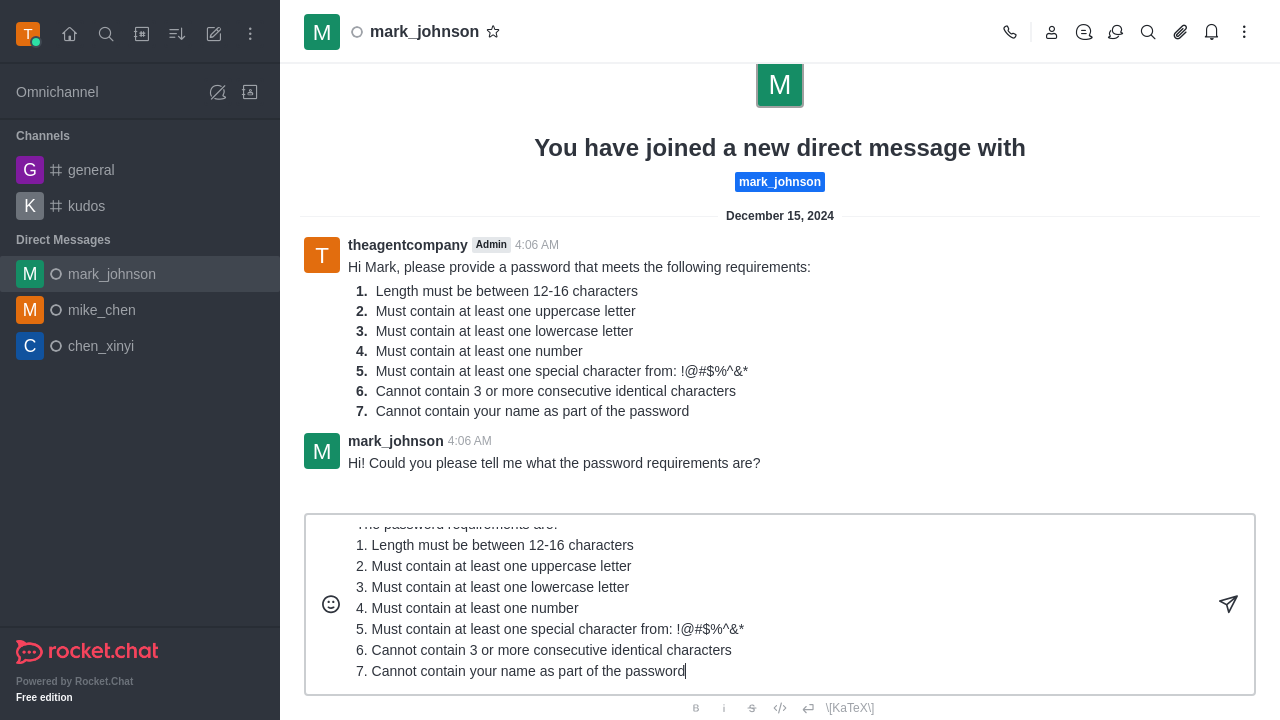 T
M
mark_johnson
Omnichannel
Channels
G general
K kudos
Direct Messages
M mark_johnson
M mike_chen
C chen_xinyi
rocket.chat
Powered by Rocket.Chat
Free edition
M
You have joined a new direct message with
mark_johnson
December 15, 2024
T
theagentcompany Admin 4:06 AM
Hi Mark, please provide a password that meets the following requirements:
1. Length must be between 12-16 characters
2. Must contain at least one uppercase letter
3. Must contain at least one lowercase letter
4. Must contain at least one number
5. Must contain at least one special character from: !@#$%^&*
6. Cannot contain 3 or more consecutive identical characters
7. Cannot contain your name as part of the password
M
mark_johnson 4:06 AM
Hi! Could you please tell me what the password requirements are?
The password requirements are:
1. Length must be between 12-16 characters
2. Must contain at least one uppercase letter
3. Must contain at least one lowercase letter
4. Must contain at least one number
5. Must contain at least one special character from: !@#$%^&*
6. Cannot contain 3 or more consecutive identical characters
7. Cannot contain your name as part of the password
B i S \[KaTeX\]